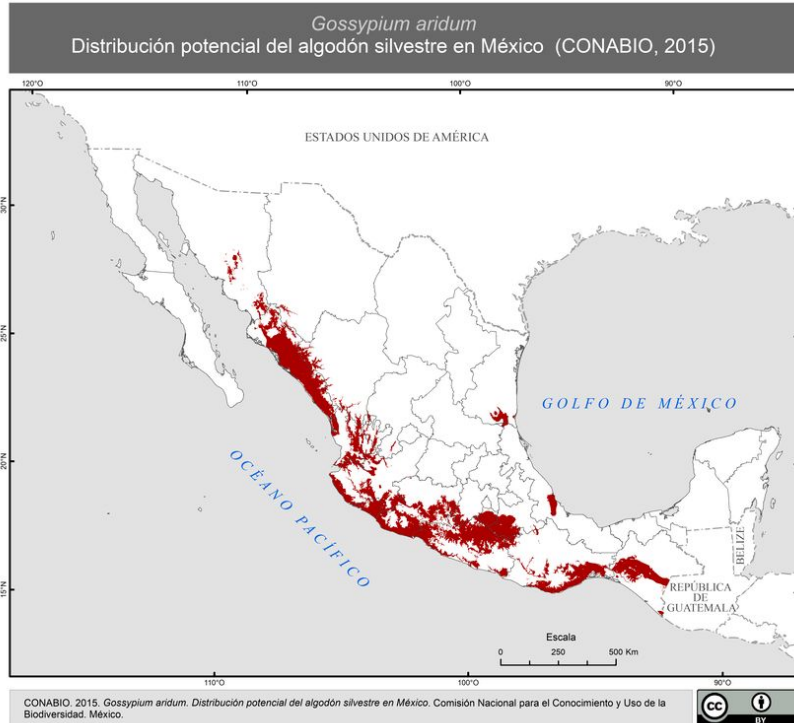 Gossypium aridum
Distribución potencial del algodón silvestre en México (CONABIO, 2015)
120°O
110°O
100°O
90°O
ESTADOS UNIDOS DE AMÉRICA
30°N
25°N
GOLFO DE MÉXICO
20°N
OCÉANO PACÍFICO
BELIZE
15°N
REPÚBLICA
DE
GUATEMALA
Escala
0 250 500 Km
110°O
100°O
90°O
CONABIO. 2015. Gossypium aridum. Distribución potencial del algodón silvestre en México. Comisión Nacional para el Conocimiento y Uso de la
Biodiversidad. México.
cc
BY